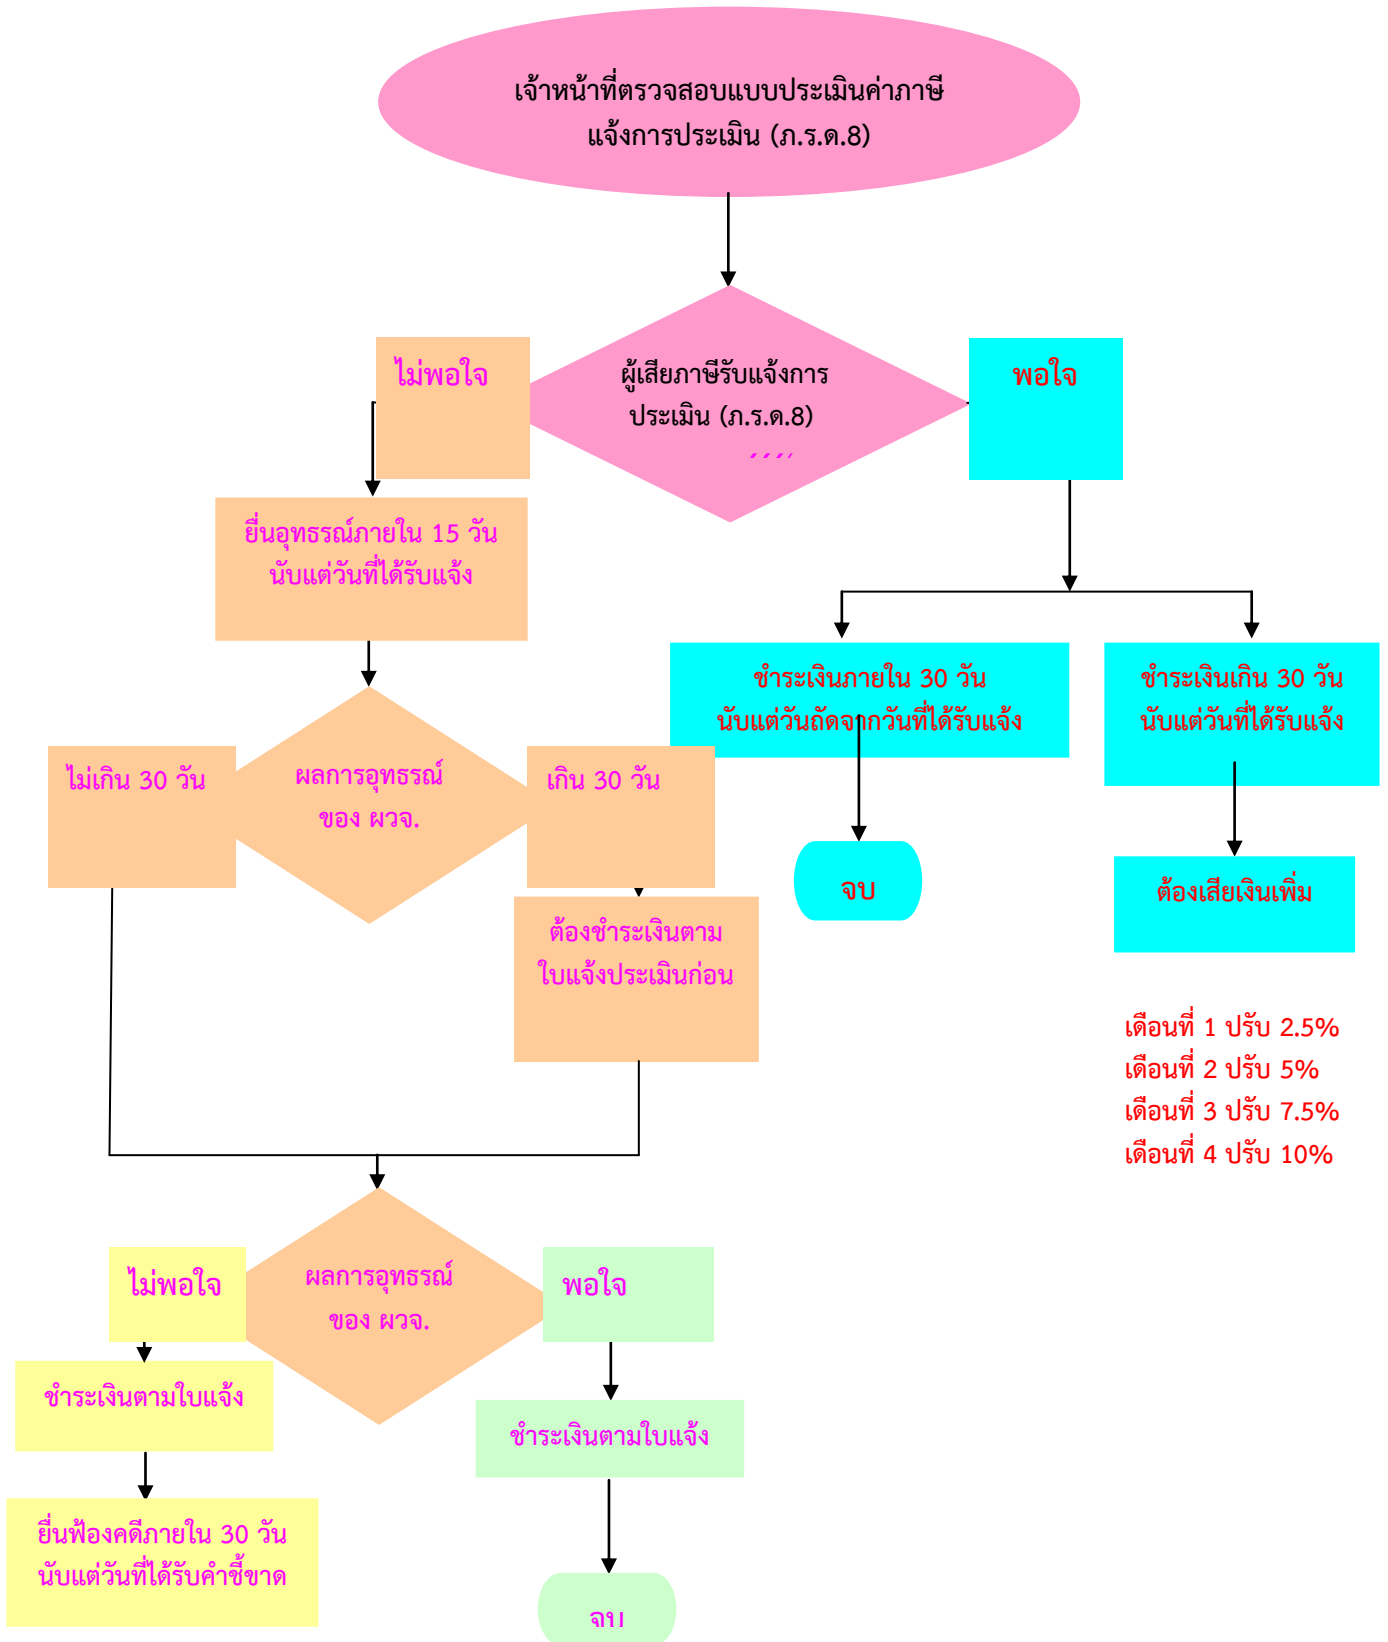 เจ้าหน้าที่ตรวจสอบแบบประเมินค่าภาษี
แจ้งการประเมิน (ภ.ร.ด.8)
ไม่พอใจ
ผู้เสียภาษีรับแจ้งการ
ประเมิน (ภ.ร.ด.8)
พอใจ
ยื่นอุทธรณ์ภายใน 15 วัน
นับแต่วันที่ได้รับแจ้ง
ชำระเงินภายใน 30 วัน
นับแต่วันถัดจากวันที่ได้รับแจ้ง
ชำระเงินเกิน 30 วัน
นับแต่วันที่ได้รับแจ้ง
ไม่เกิน 30 วัน
ผลการอุทธรณ์
ของ ผวจ.
เกิน 30 วัน
จบ
ต้องเสียเงินเพิ่ม
ต้องชำระเงินตาม
ใบแจ้งประเมินก่อน
เดือนที่ 1 ปรับ 2.5%
เดือนที่ 2 ปรับ 5%
เดือนที่ 3 ปรับ 7.5%
เดือนที่ 4 ปรับ 10%
ไม่พอใจ
ผลการอุทธรณ์
ของ ผวจ.
พอใจ
ชำระเงินตามใบแจ้ง
ชำระเงินตามใบแจ้ง
ยื่นฟ้องคดีภายใน 30 วัน
นับแต่วันที่ได้รับคำชี้ขาด
จบ